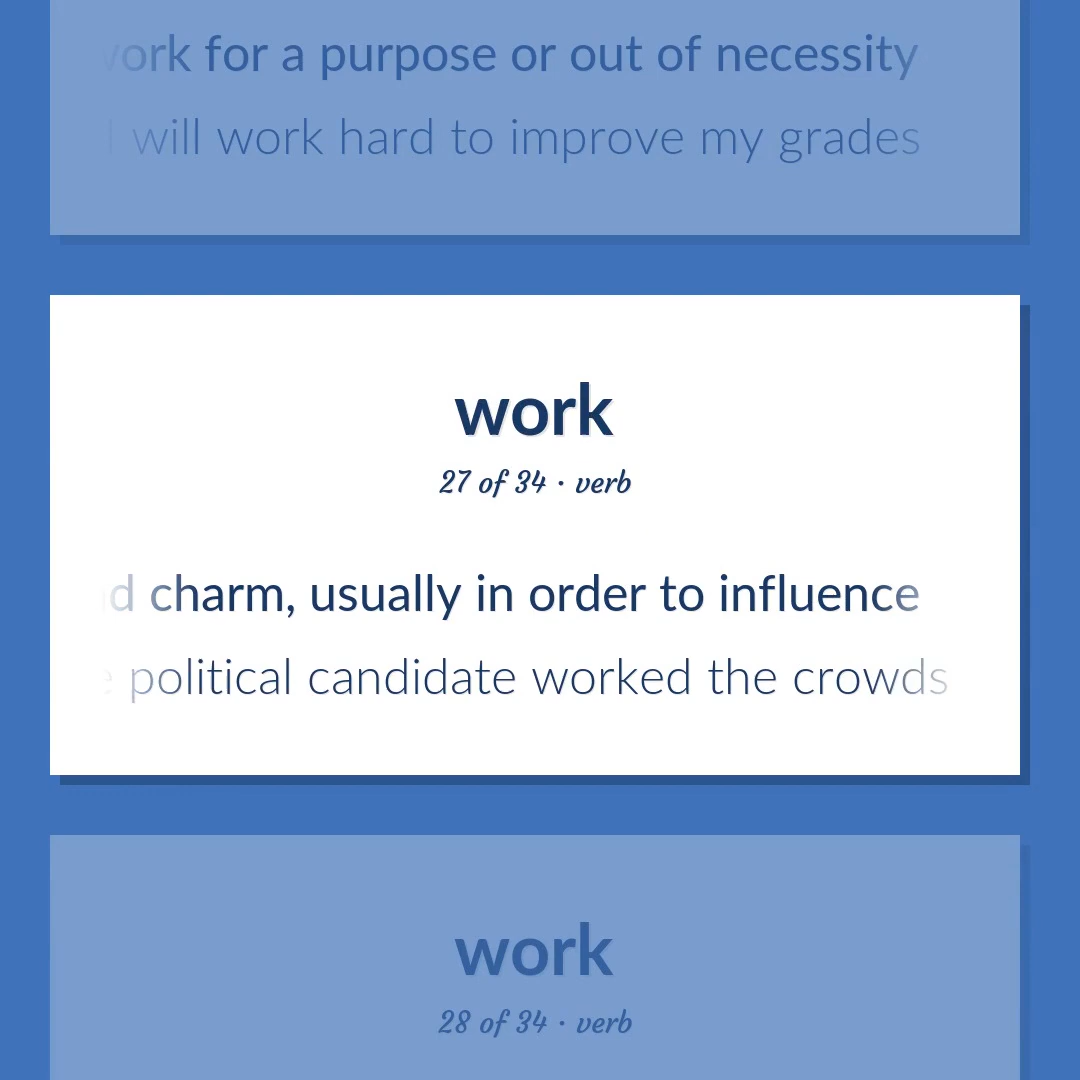 work for a purpose or out of necessity
I will work hard to improve my grades
work
27 of 34 · verb
charm, usually in order to influence
political candidate worked the crowds
work
28 of 34 · verb